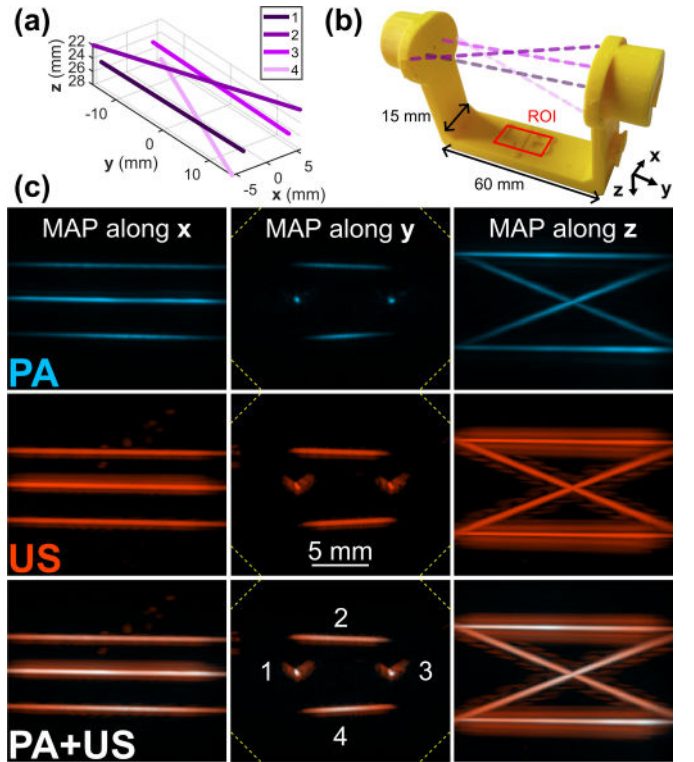 (a)
22
24
26
28
z (mm)
-10
0
10
y (mm)
-5
0
5
x (mm)
1
2
3
4
(b)
15 mm
ROI
60 mm
x
y
z
(c)
MAP along x
MAP along y
MAP along z
PA
US
5 mm
PA+US
1
2
3
4